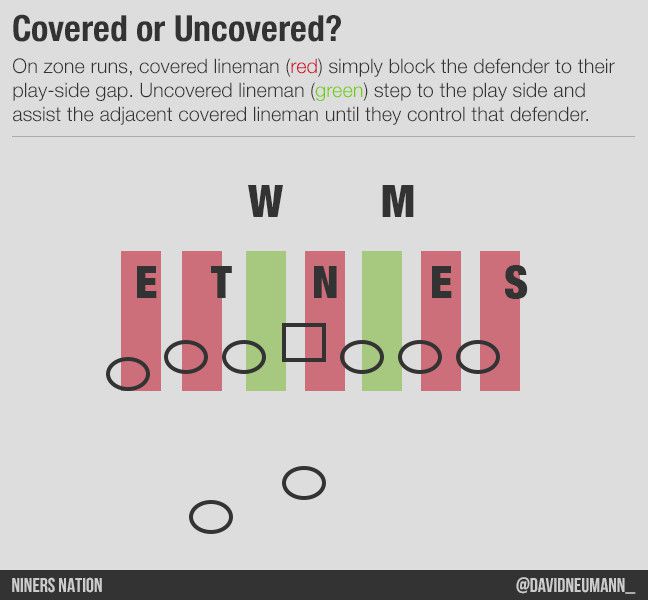 Covered or Uncovered?
On zone runs, covered lineman (red) simply block the defender to their
play-side gap. Uncovered lineman (green) step to the play side and
assist the adjacent covered lineman until they control that defender.
W M
E T N E S
NINERS NATION @DAVIDNEUMANN_